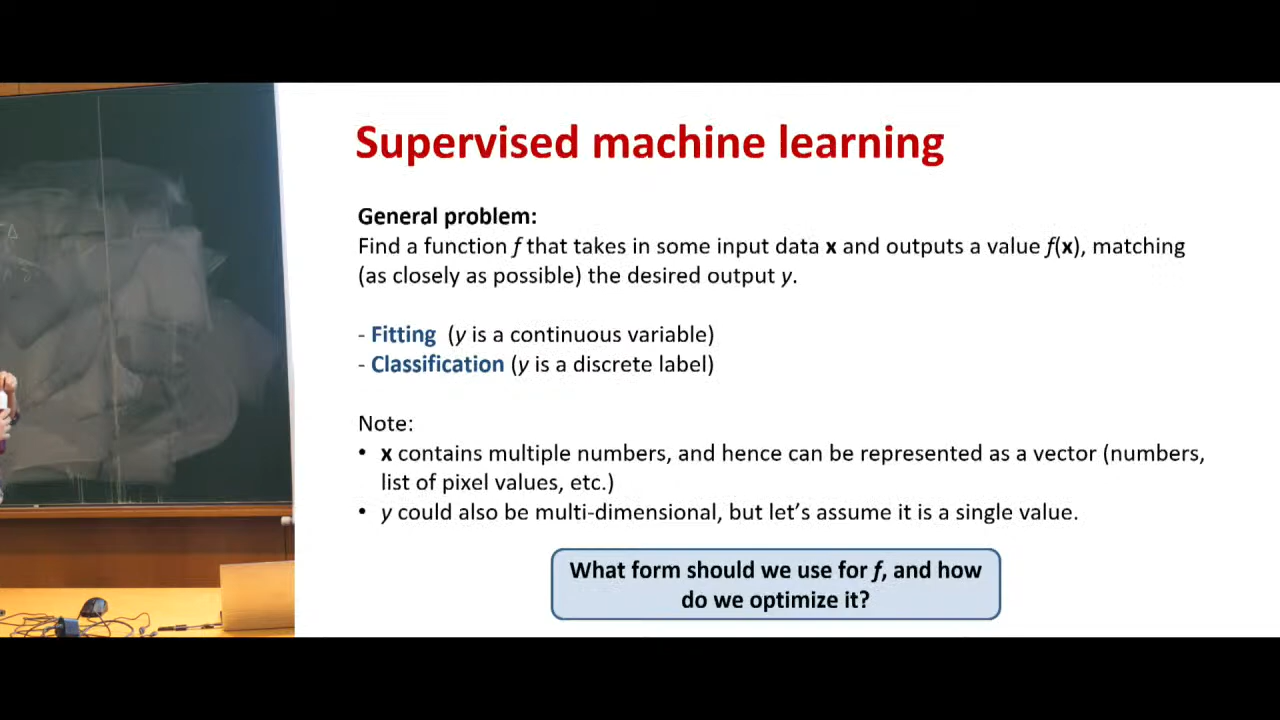 Supervised machine learning
General problem:
Find a function f that takes in some input data x and outputs a value f(x), matching
(as closely as possible) the desired output y.
- Fitting (y is a continuous variable)
- Classification (y is a discrete label)
Note:
• x contains multiple numbers, and hence can be represented as a vector (numbers,
list of pixel values, etc.)
• y could also be multi-dimensional, but let's assume it is a single value.
What form should we use for f, and how
do we optimize it?